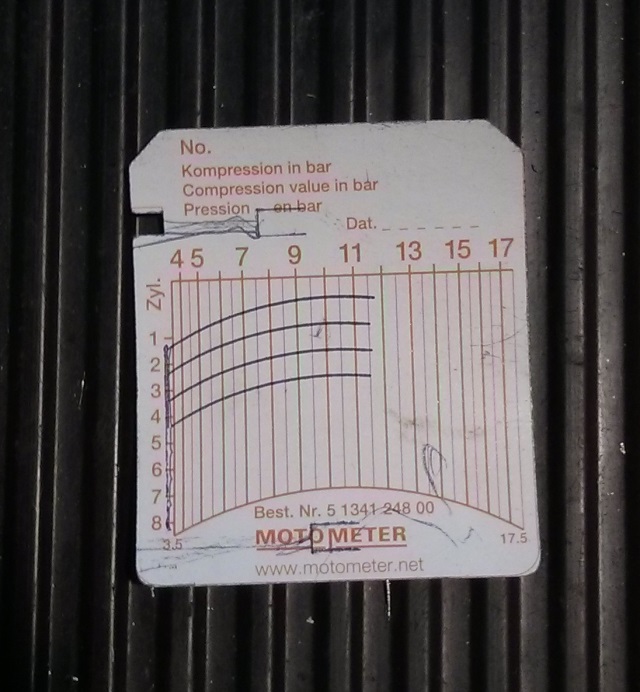 No.
Kompression in bar
Compression value in bar
Pression en bar
Dat.
4 5 7 9 11 13 15 17
Zyl.
1
2
3
4
5
6
7
8
3.5 17.5
Best. Nr. 5 1341 248 00
MOTOMETER
www.motometer.net